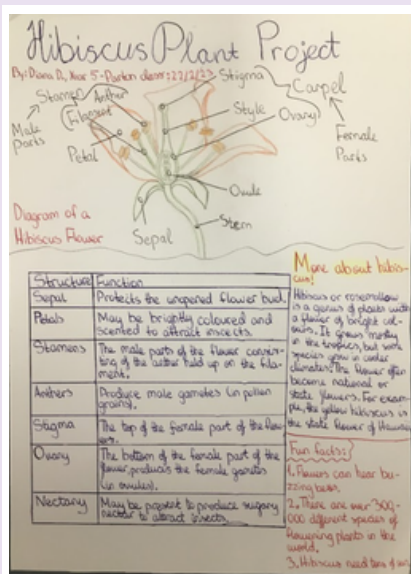 Hibiscus Plant Project
By: Diana D, Year 5 - class: 27/2/23
Stigma
Stamen
Anther
Filament
Carpel
Style
Ovary
Male
Parts
Female
Parts
Petal
Ovule
Stem
Sepal
Diagram of a
Hibiscus Flower
Structure Function
Sepal Protects the unopened flower bud.
Petals May be brightly coloured and
scented to attract insects.
Stamens The male parts of the flower consis-
ting of the anther held up on the fila-
ment.
Anthers Produce male gametes (in pollen
grains).
Stigma The top of the female part of the flow-
ers.
Ovary The bottom of the female part of the
flower, produces the female gametes
(in ovules).
Nectary May be present to produce sugary
nectar to attract insects.
More about hibis-
cus!
Hibiscus or rosemallow
is a genus of plants with
a flower of bright col-
ours. It grows mostly
in the tropics, but some
species grow in cooler
climates. The flower often
become national or
state flowers. For exam-
ple, the yellow hibiscus is
the state flower of Hawaii
Fun facts:
1. Flowers can hear bu-
zzing bees.
2. There are over 300,
000 different species of
flowering plants in the
world.
3. Hibiscus need of